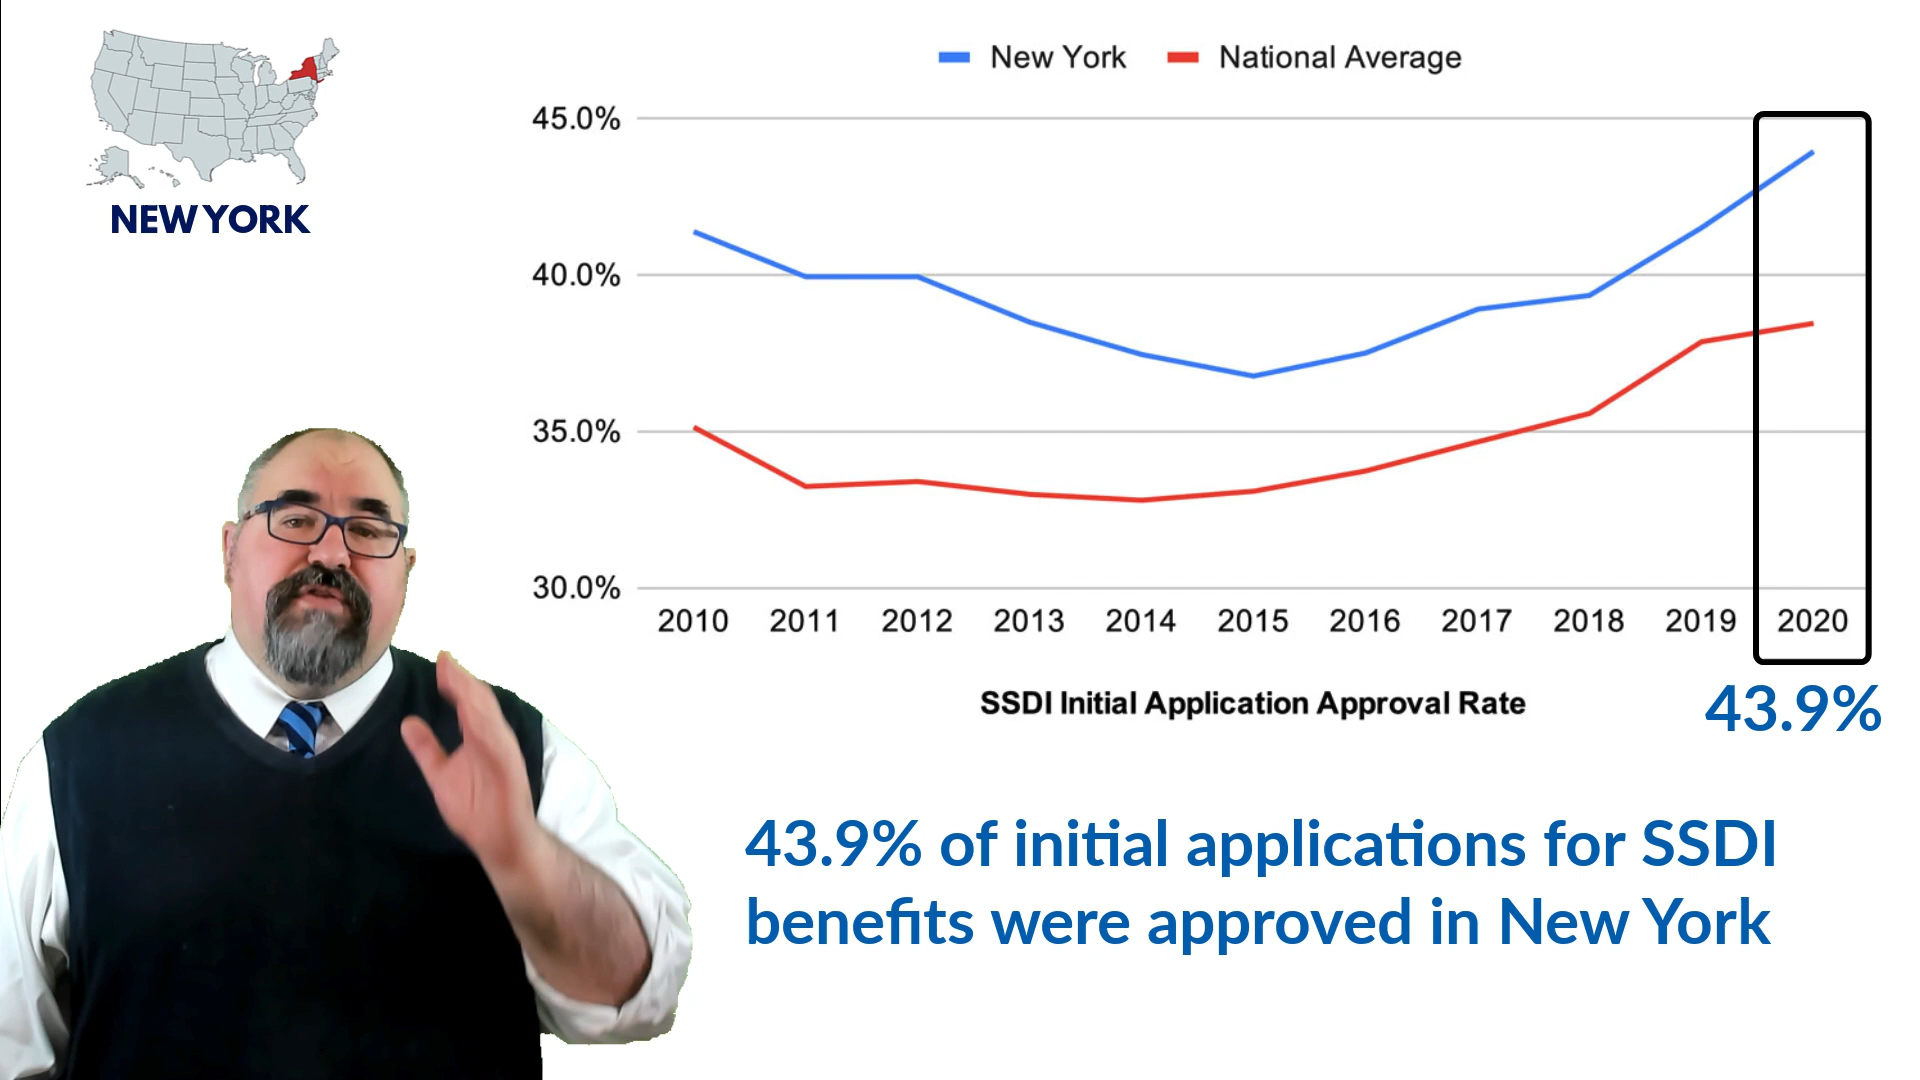 NEW YORK
New York National Average
45.0%
40.0%
35.0%
30.0%
2010 2011 2012 2013 2014 2015 2016 2017 2018 2019 2020
SSDI Initial Application Approval Rate
43.9%
43.9% of initial applications for SSDI
benefits were approved in New York